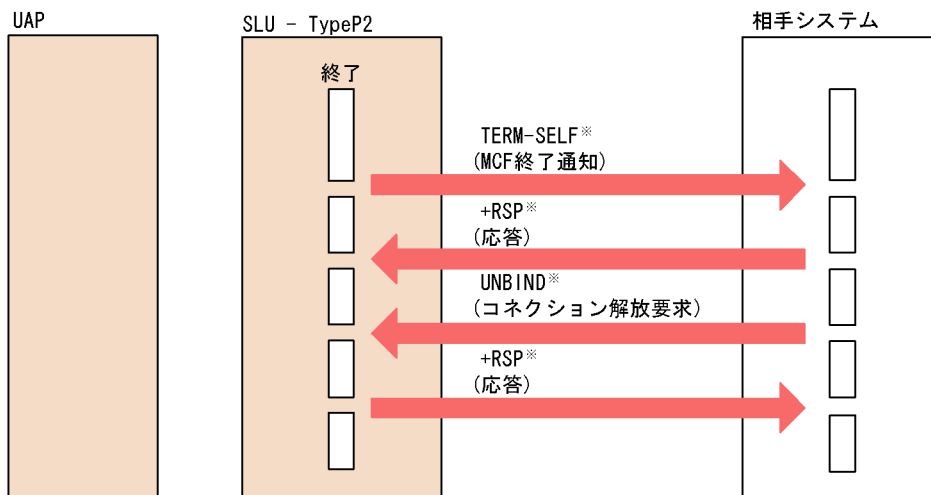 UAP
SLU - TypeP2
相手システム
終了
TERM-SELF※
(MCF終了通知)
+RSP※
(応答)
UNBIND※
(コネクション解放要求)
+RSP※
(応答)